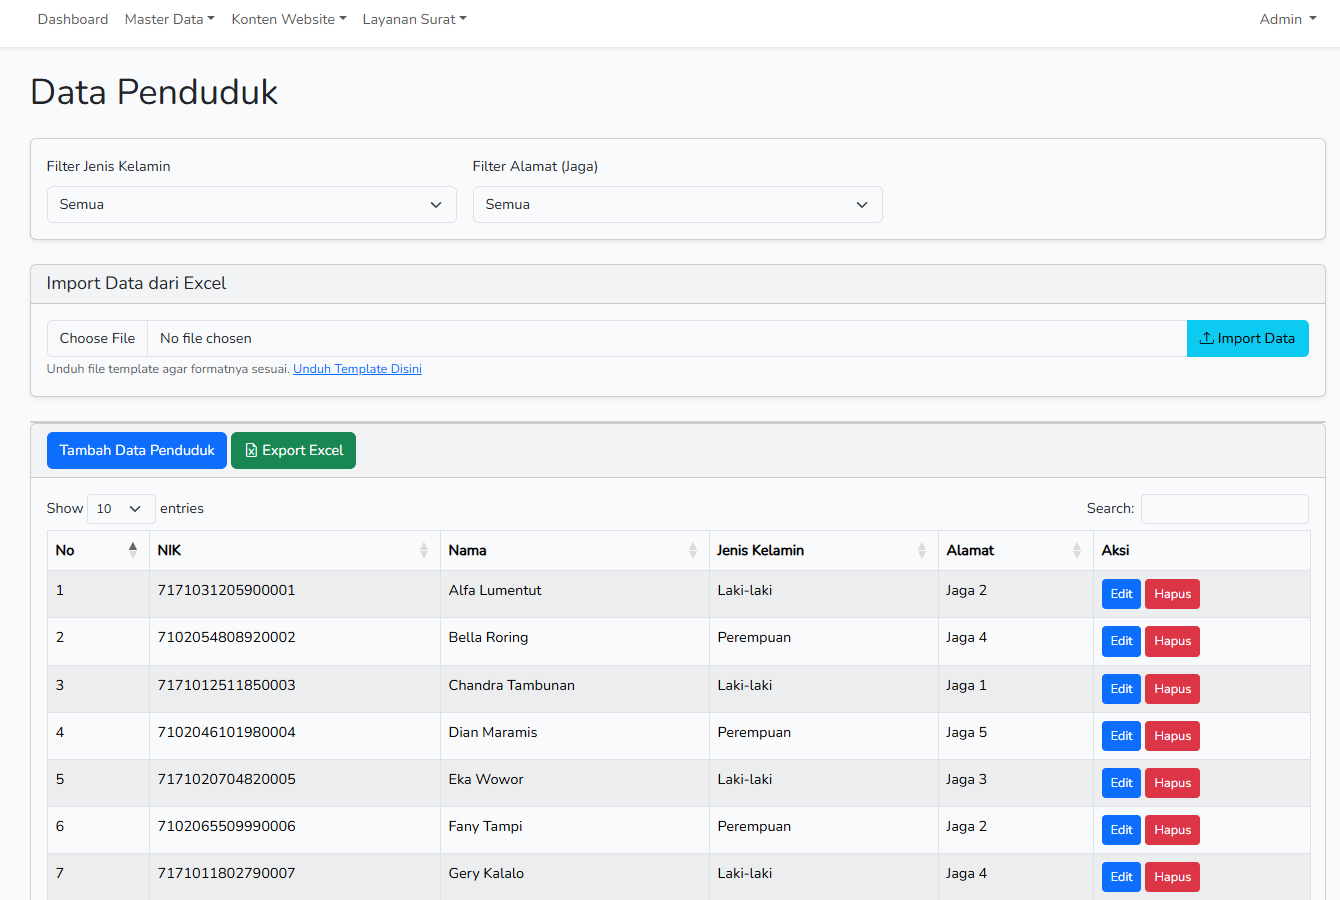 Dashboard Master Data Konten Website Layanan Surat Admin
Data Penduduk
Filter Jenis Kelamin Filter Alamat (Jaga)
Semua Semua
Import Data dari Excel
Choose File No file chosen Import Data
Unduh file template agar formatnya sesuai. Unduh Template Disini
Tambah Data Penduduk Export Excel
Show 10 entries Search:
No NIK Nama Jenis Kelamin Alamat Aksi
1 7171031205900001 Alfa Lumentut Laki-laki Jaga 2 Edit Hapus
2 7102054808920002 Bella Roring Perempuan Jaga 4 Edit Hapus
3 7171012511850003 Chandra Tambunan Laki-laki Jaga 1 Edit Hapus
4 7102046101980004 Dian Maramis Perempuan Jaga 5 Edit Hapus
5 7171020704820005 Eka Wowor Laki-laki Jaga 3 Edit Hapus
6 7102065509990006 Fany Tampi Perempuan Jaga 2 Edit Hapus
7 7171011802790007 Gery Kalalo Laki-laki Jaga 4 Edit Hapus